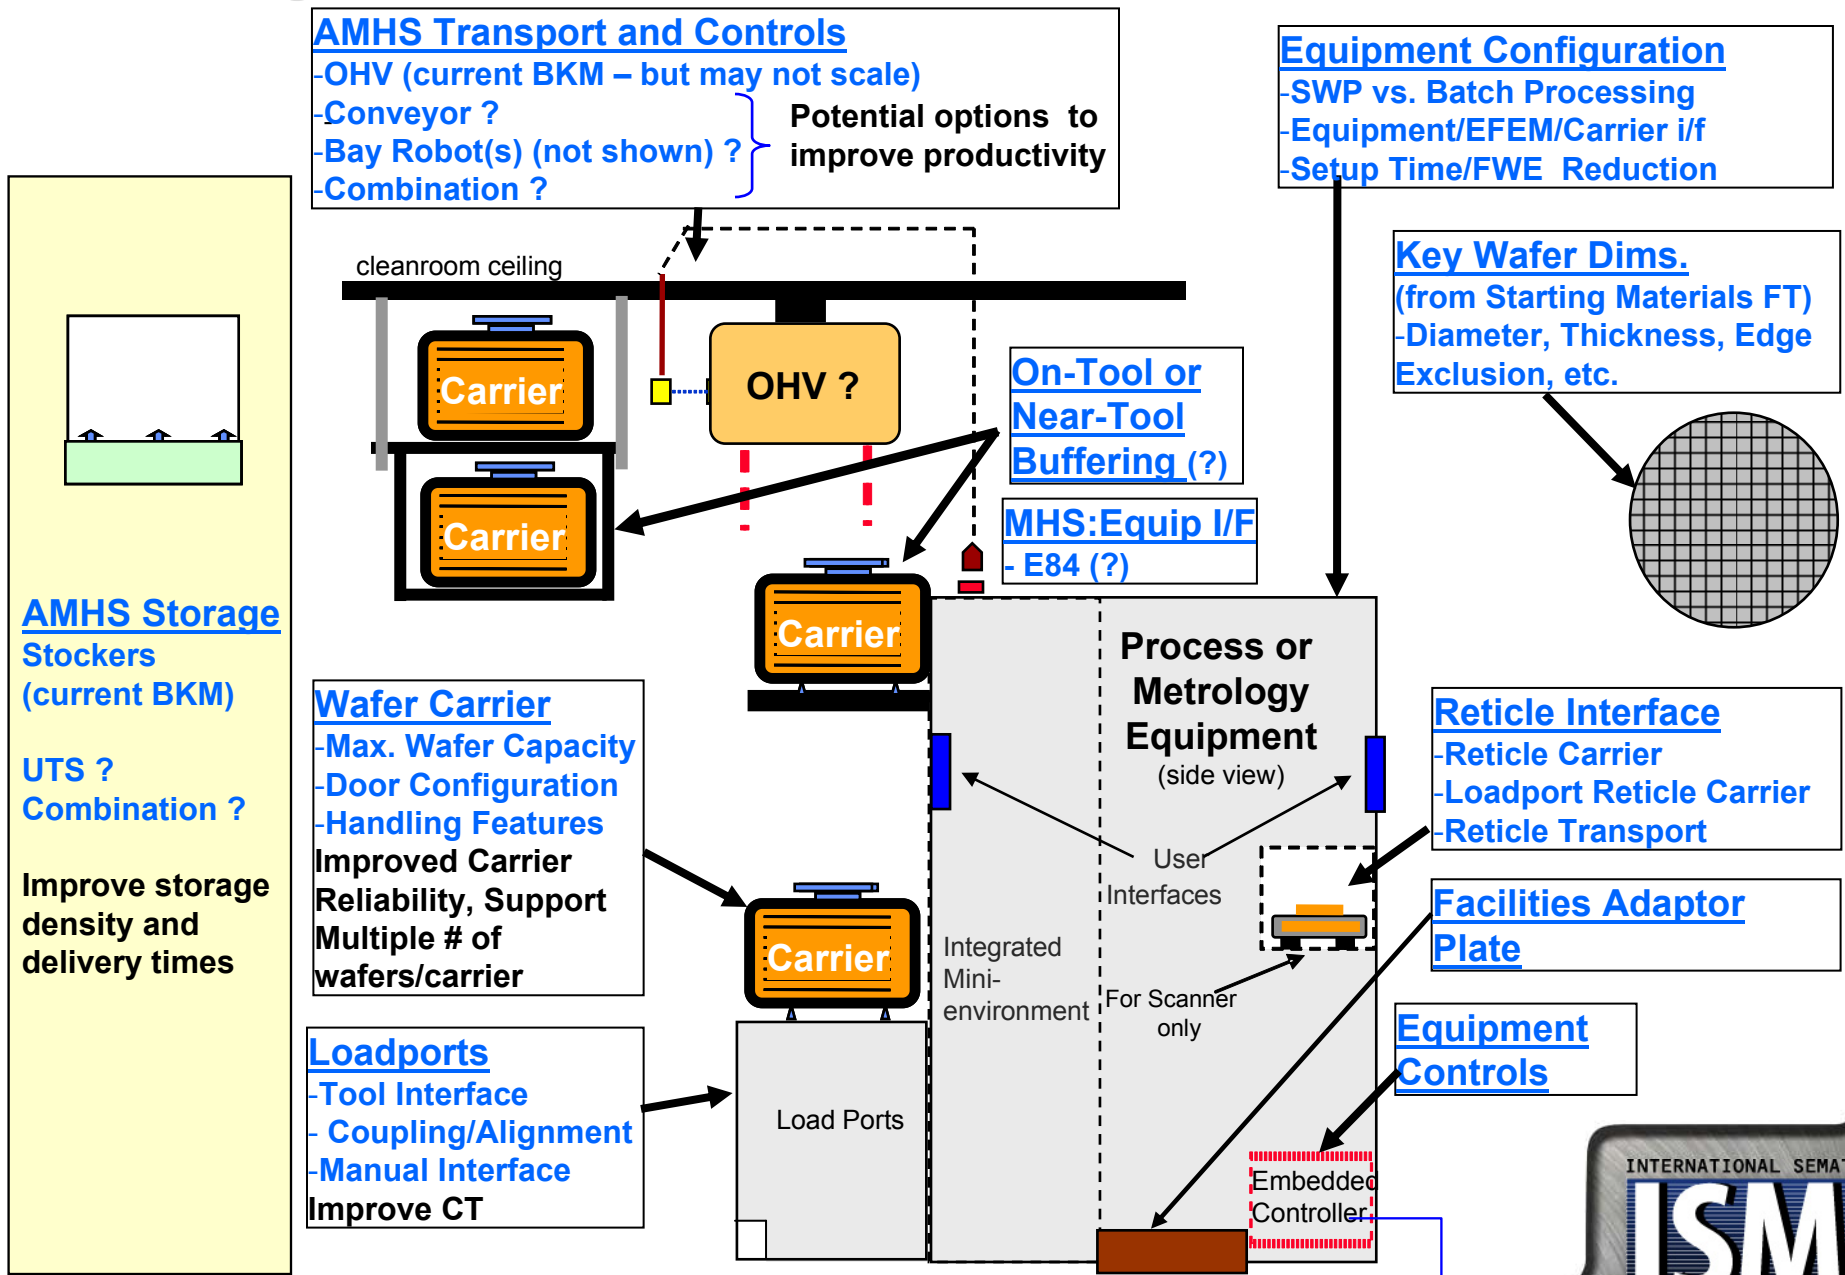 AMHS Transport and Controls
-OHV (current BKM – but may not scale)
-Conveyor ?
-Bay Robot(s) (not shown) ?
-Combination ?
Potential options to
improve productivity
Equipment Configuration
-SWP vs. Batch Processing
-Equipment/EFEM/Carrier i/f
-Setup Time/FWE Reduction
cleanroom ceiling
Key Wafer Dims.
(from Starting Materials FT)
-Diameter, Thickness, Edge
Exclusion, etc.
Carrier
OHV ?
On-Tool or
Near-Tool
Buffering (?)
Carrier
MHS:Equip I/F
- E84 (?)
AMHS Storage
Stockers
(current BKM)
UTS ?
Combination ?
Improve storage
density and
delivery times
Carrier
Process or
Metrology
Equipment
(side view)
Wafer Carrier
-Max. Wafer Capacity
-Door Configuration
-Handling Features
Improved Carrier
Reliability, Support
Multiple # of
wafers/carrier
Reticle Interface
-Reticle Carrier
-Loadport Reticle Carrier
-Reticle Transport
User
Interfaces
Carrier
Integrated
Mini-
environment
For Scanner
only
Facilities Adaptor
Plate
Equipment
Controls
Loadports
-Tool Interface
- Coupling/Alignment
-Manual Interface
Improve CT
Load Ports
Embedded
Controller
INTERNATIONAL SEMA
ISM